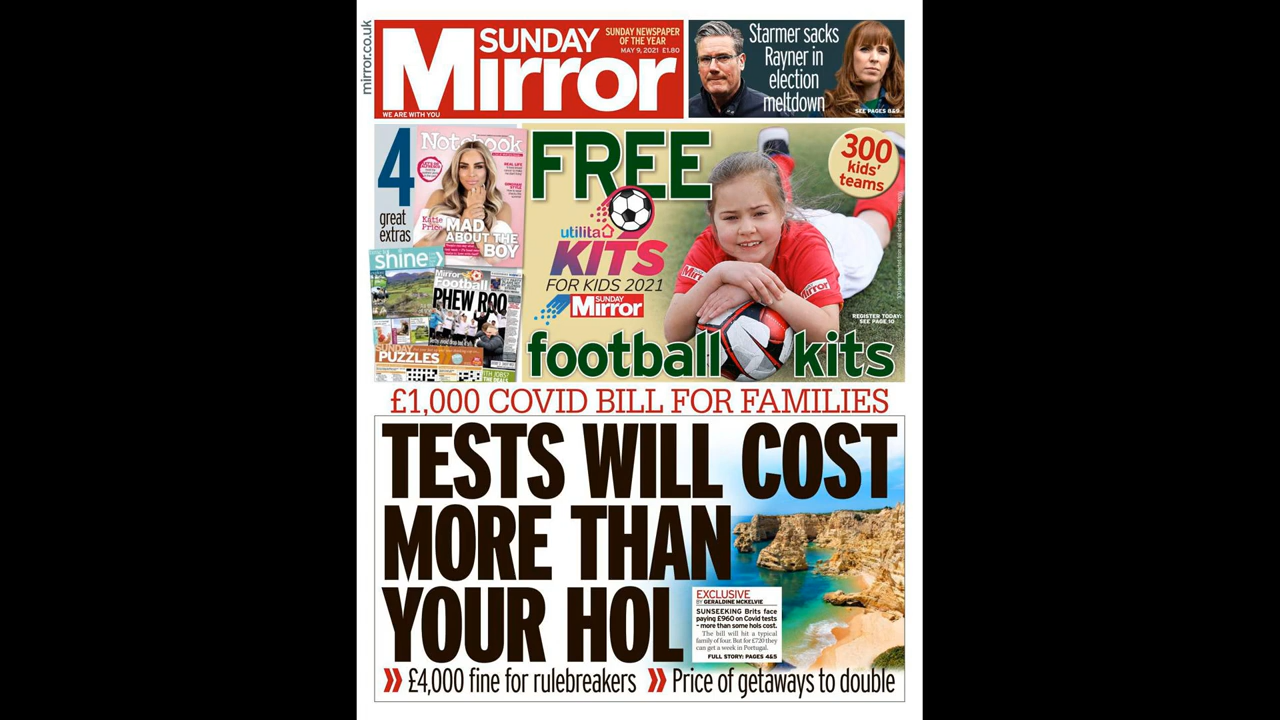 mirror.co.uk
SUNDAY
Mirror
WE ARE WITH YOU
SUNDAY NEWSPAPER
OF THE YEAR
MAY 9, 2021 £1.80
Starmer sacks
Rayner in
election
meltdown
SEE PAGES 8&9
4
great
extras
Notebook
Katie
Price
MAD
ABOUT THE
BOY
shine
Mirror
Football
PHEW ROO
SUNDAY
PUZZLES
FREE
utilita
KITS
FOR KIDS 2021
SUNDAY
Mirror
football kits
300
kids'
teams
Mirror
Mirror
REGISTER TODAY:
SEE PAGE 10
£1,000 COVID BILL FOR FAMILIES
TESTS WILL COST
MORE THAN
YOUR HOL
EXCLUSIVE
BY GERALDINE MCKELVIE
SUNSEEKING Brits face
paying £960 on Covid tests
- more than some hols cost.
The bill will hit a typical
family of four. But for £720 they
can get a week in Portugal.
FULL STORY: PAGES 4&5
£4,000 fine for rulebreakers
Price of getaways to double